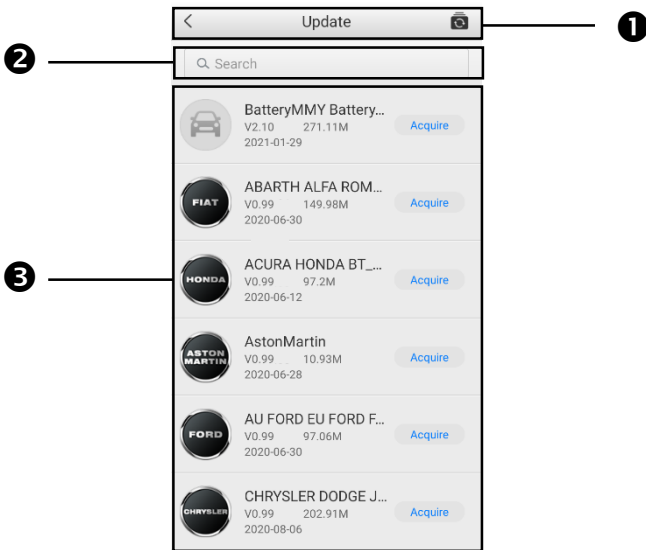 Update
❶
❷
Search
BatteryMMY Battery...
V2.10 271.11M
Acquire
2021-01-29
FIAT
ABARTH ALFA ROM...
V0.99 149.98M
Acquire
2020-06-30
❸
HONDA
ACURA HONDA BT_...
V0.99 97.2M
Acquire
2020-06-12
ASTON
MARTIN
AstonMartin
V0.99 10.93M
Acquire
2020-06-28
FORD
AU FORD EU FORD F...
V0.99 97.06M
Acquire
2020-06-30
CHRYSLER
CHRYSLER DODGE J...
V0.99 202.91M
Acquire
2020-08-06